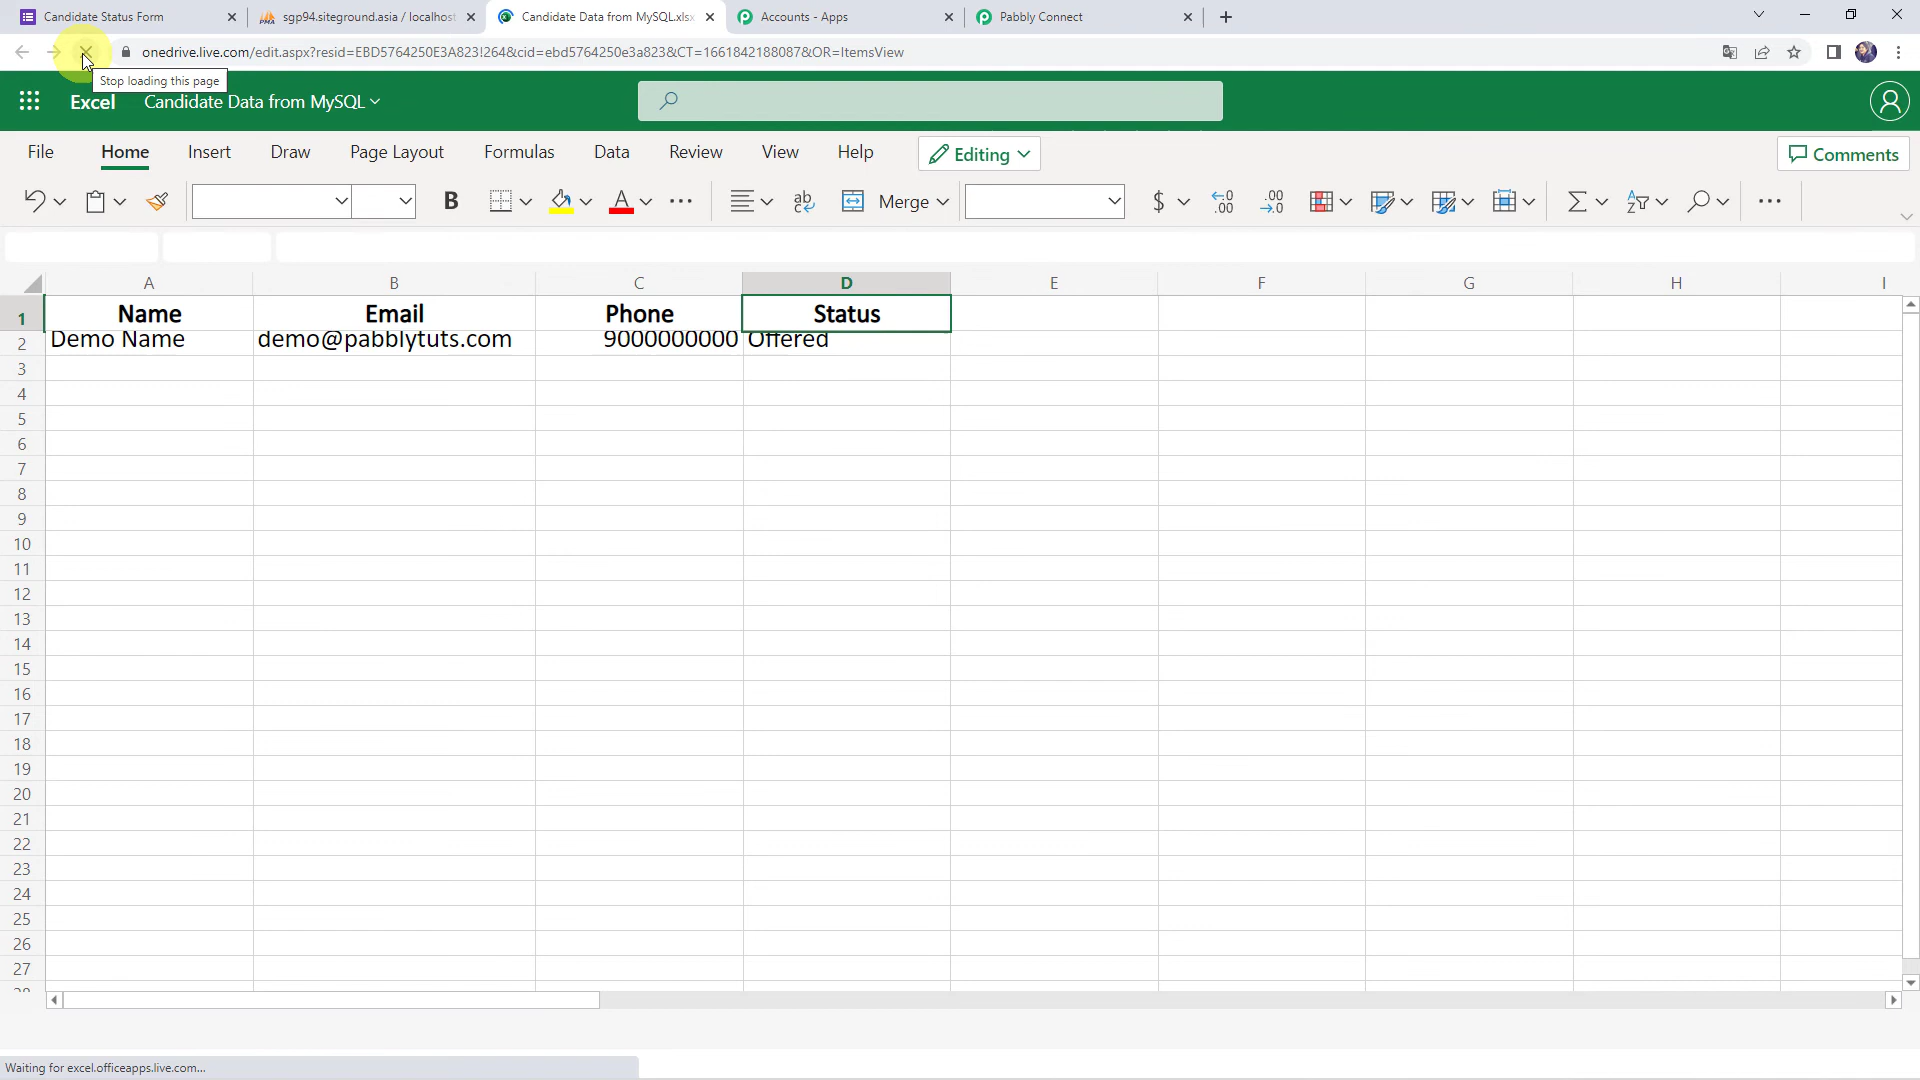 Candidate Status Form
sgp94.siteground.asia / localhost
Candidate Data from MySQL.xlsx
Accounts - Apps
Pabbly Connect
onedrive.live.com/edit.aspx?resid=EBD5764250E3A823!264&cid=ebd5764250e3a823&CT=1661842188087&OR=ItemsView
Stop loading this page
Excel
Candidate Data from MySQL
File Home Insert Draw Page Layout Formulas Data Review View Help Editing Comments
B A ab Merge $ .00 .00 Σ
A B C D E F G H I
1 Name Email Phone Status
2 Demo Name demo@pabblytuts.com 9000000000 Offered
3
4
5
6
7
8
9
10
11
12
13
14
15
16
17
18
19
20
21
22
23
24
25
26
27
28
Waiting for excel.officeapps.live.com...